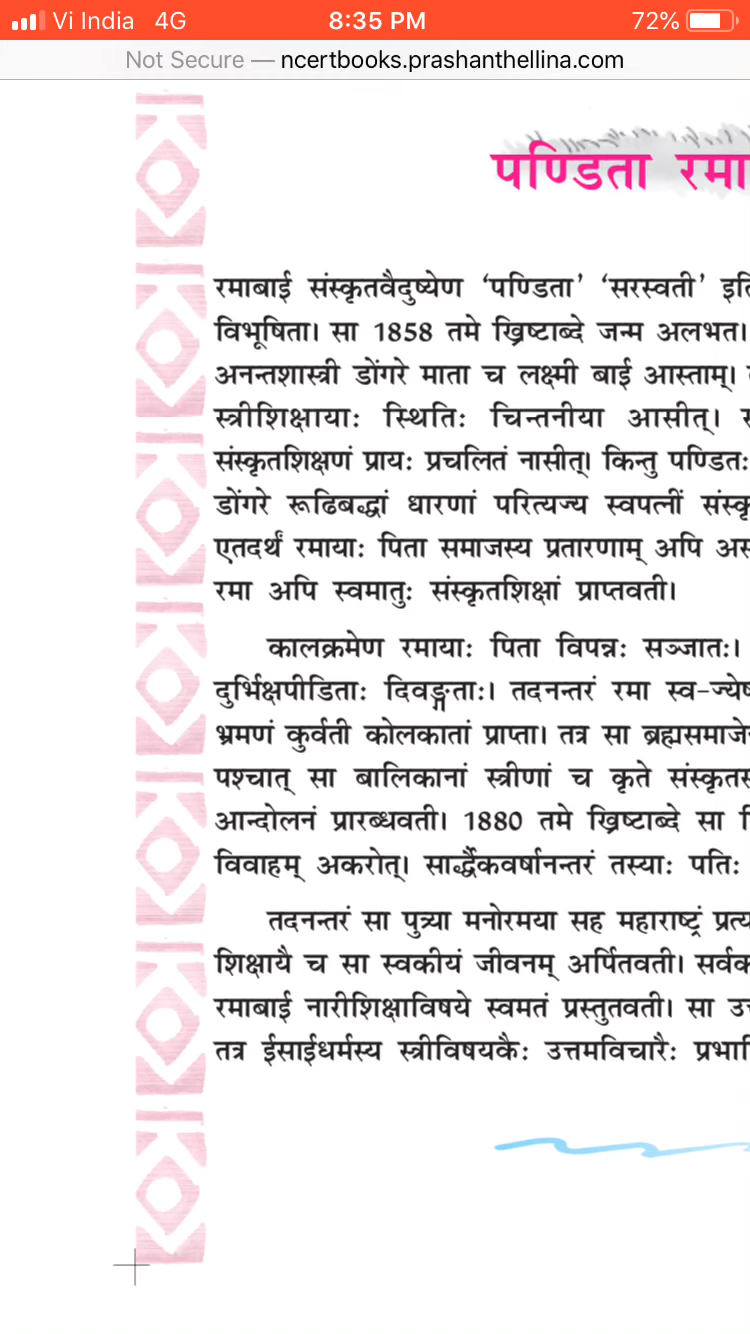 Vi India 4G 8:35 PM 72%
Not Secure — ncertbooks.prashanthellina.com
पण्डिता रमा
रमाबाई संस्कृतवैदुष्येण ‘पण्डिता’ ‘सरस्वती’
विभूषिता। सा 1858 तमे ख्रिष्टाब्दे जन्म अलभत।
अनन्तशास्त्री डोंगरे माता च लक्ष्मी बाई आस्ताम्।
स्त्रीशिक्षायाः स्थितिः चिन्तनीया आसीत्।
संस्कृतशिक्षणं प्रायः प्रचलितं नासीत्। किन्तु पण्डितः
डोंगरे रूढिबद्धां धारणां परित्यज्य स्वपत्नीं
एतदर्थं रमायाः पिता समाजस्य प्रतारणाम् अपि
रमा अपि स्वमातुः संस्कृतशिक्षां प्राप्तवती।
कालक्रमेण रमायाः पिता विपन्नः सञ्जातः।
दुर्भिक्षपीडिताः दिवङ्गताः। तदनन्तरं रमा
भ्रमणं कुर्वती कोलकातां प्राप्ता। तत्र सा
पश्चात् सा बालिकानां स्त्रीणां च कृते
आन्दोलनं प्रारब्धवती। 1880 तमे ख्रिष्टाब्दे सा
विवाहम् अकरोत्। सार्द्धैकवर्षानन्तरं तस्याः पतिः
तदनन्तरं सा पुत्र्या मनोरमया सह महाराष्ट्रं
शिक्षायै च सा स्वकीयं जीवनम् अर्पितवती।
रमाबाई नारीशिक्षाविषये स्वमतं प्रस्तुतवती। सा
तत्र ईसाईधर्मस्य स्त्रीविषयकैः उत्तमविचारैः